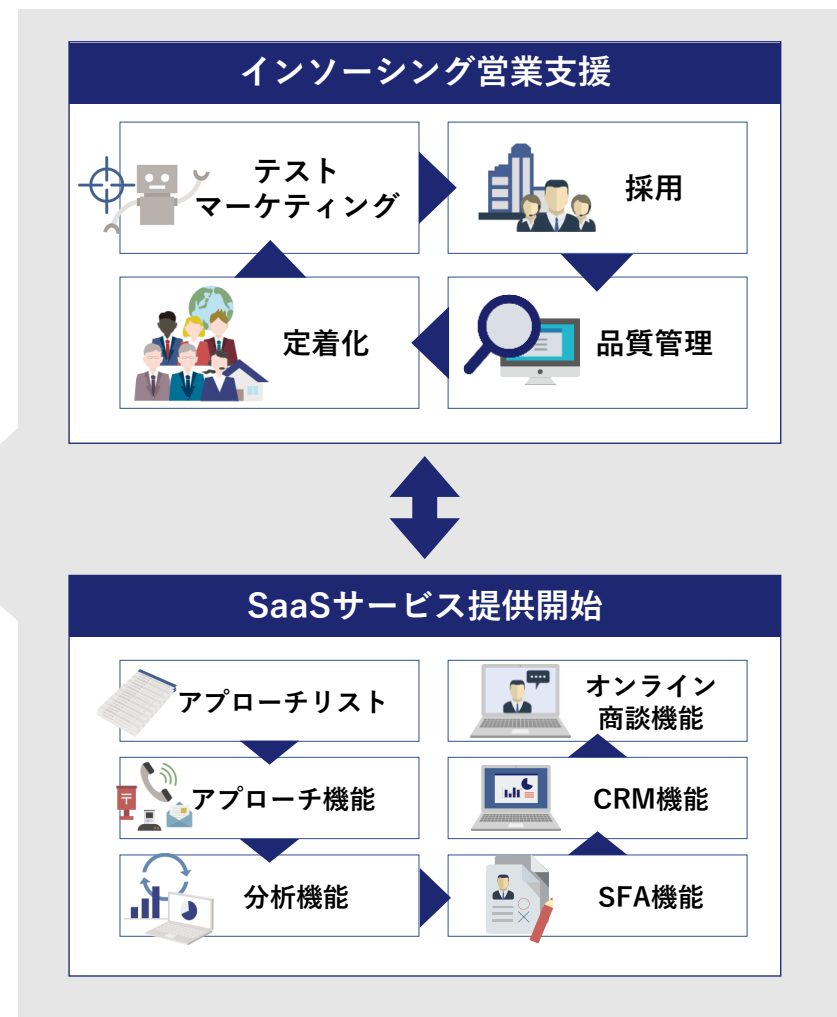 インソーシング営業支援
テスト
マーケティング
採用
定着化
品質管理
SaaSサービス提供開始
アプローチリスト
オンライン
商談機能
アプローチ機能
CRM機能
分析機能
SFA機能